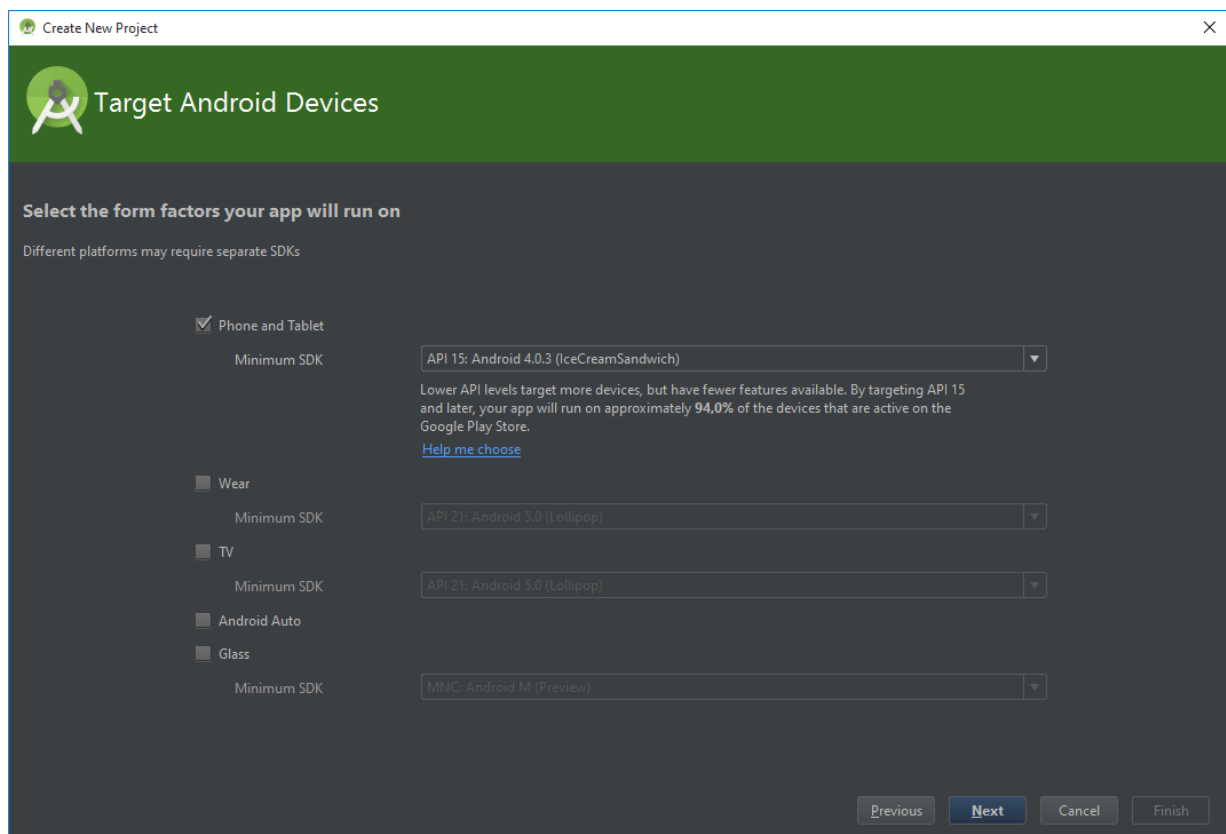 Create New Project
Target Android Devices
Select the form factors your app will run on
Different platforms may require separate SDKs
Phone and Tablet
Minimum SDK
API 15: Android 4.0.3 (IceCreamSandwich)
Lower API levels target more devices, but have fewer features available. By targeting API 15
and later, your app will run on approximately 94,0% of the devices that are active on the
Google Play Store.
Help me choose
Wear
Minimum SDK
API 21: Android 5.0 (Lollipop)
TV
Minimum SDK
API 21: Android 5.0 (Lollipop)
Android Auto
Glass
Minimum SDK
MNC: Android M (Preview)
Previous
Next
Cancel
Finish